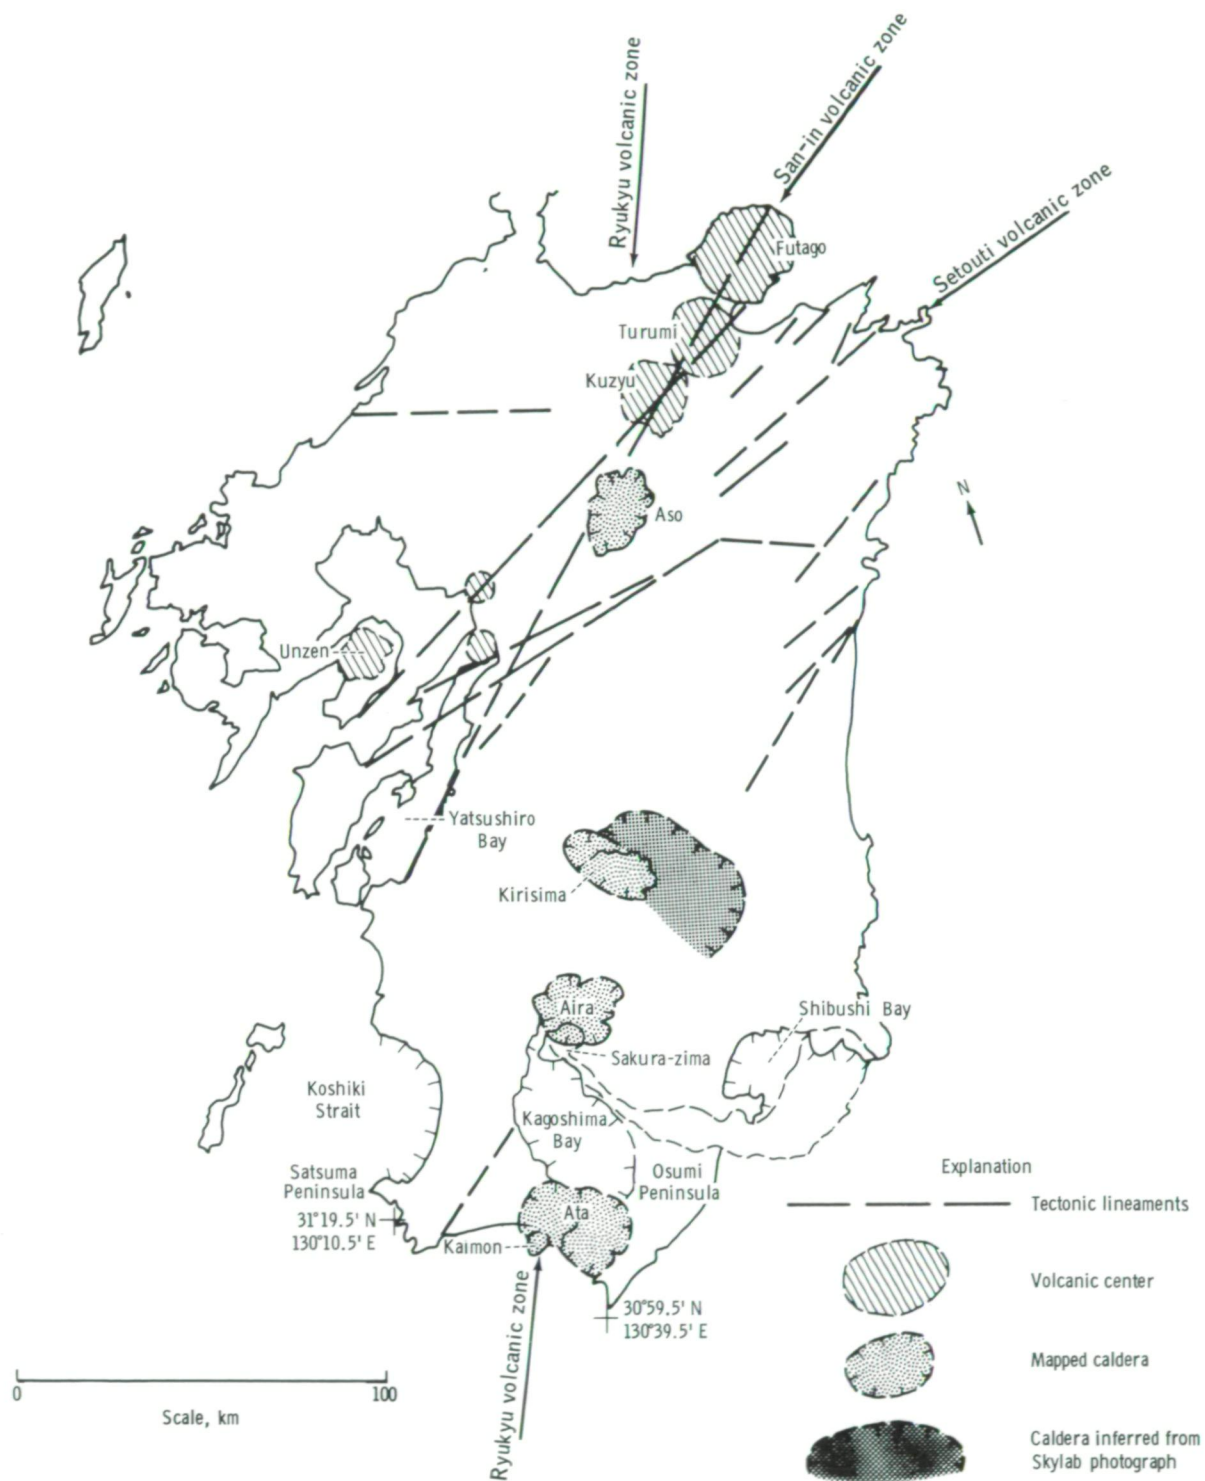 Ryukyu volcanic zone
San-in volcanic zone
Setouti volcanic zone
Futago
Turumi
Kuzyu
Aso
N
Unzen
Yatsushiro
Bay
Kirisima
Aira
Shibushi Bay
Sakura-zima
Koshiki
Strait
Kagoshima
Bay
Satsuma
Peninsula
Osumi
Peninsula
31°19.5' N
130°10.5' E
Ata
Kaimon
30°59.5' N
130°39.5' E
Ryukyu volcanic zone
0
100
Scale, km
Explanation
Tectonic lineaments
Volcanic center
Mapped caldera
Caldera inferred from
Skylab photograph